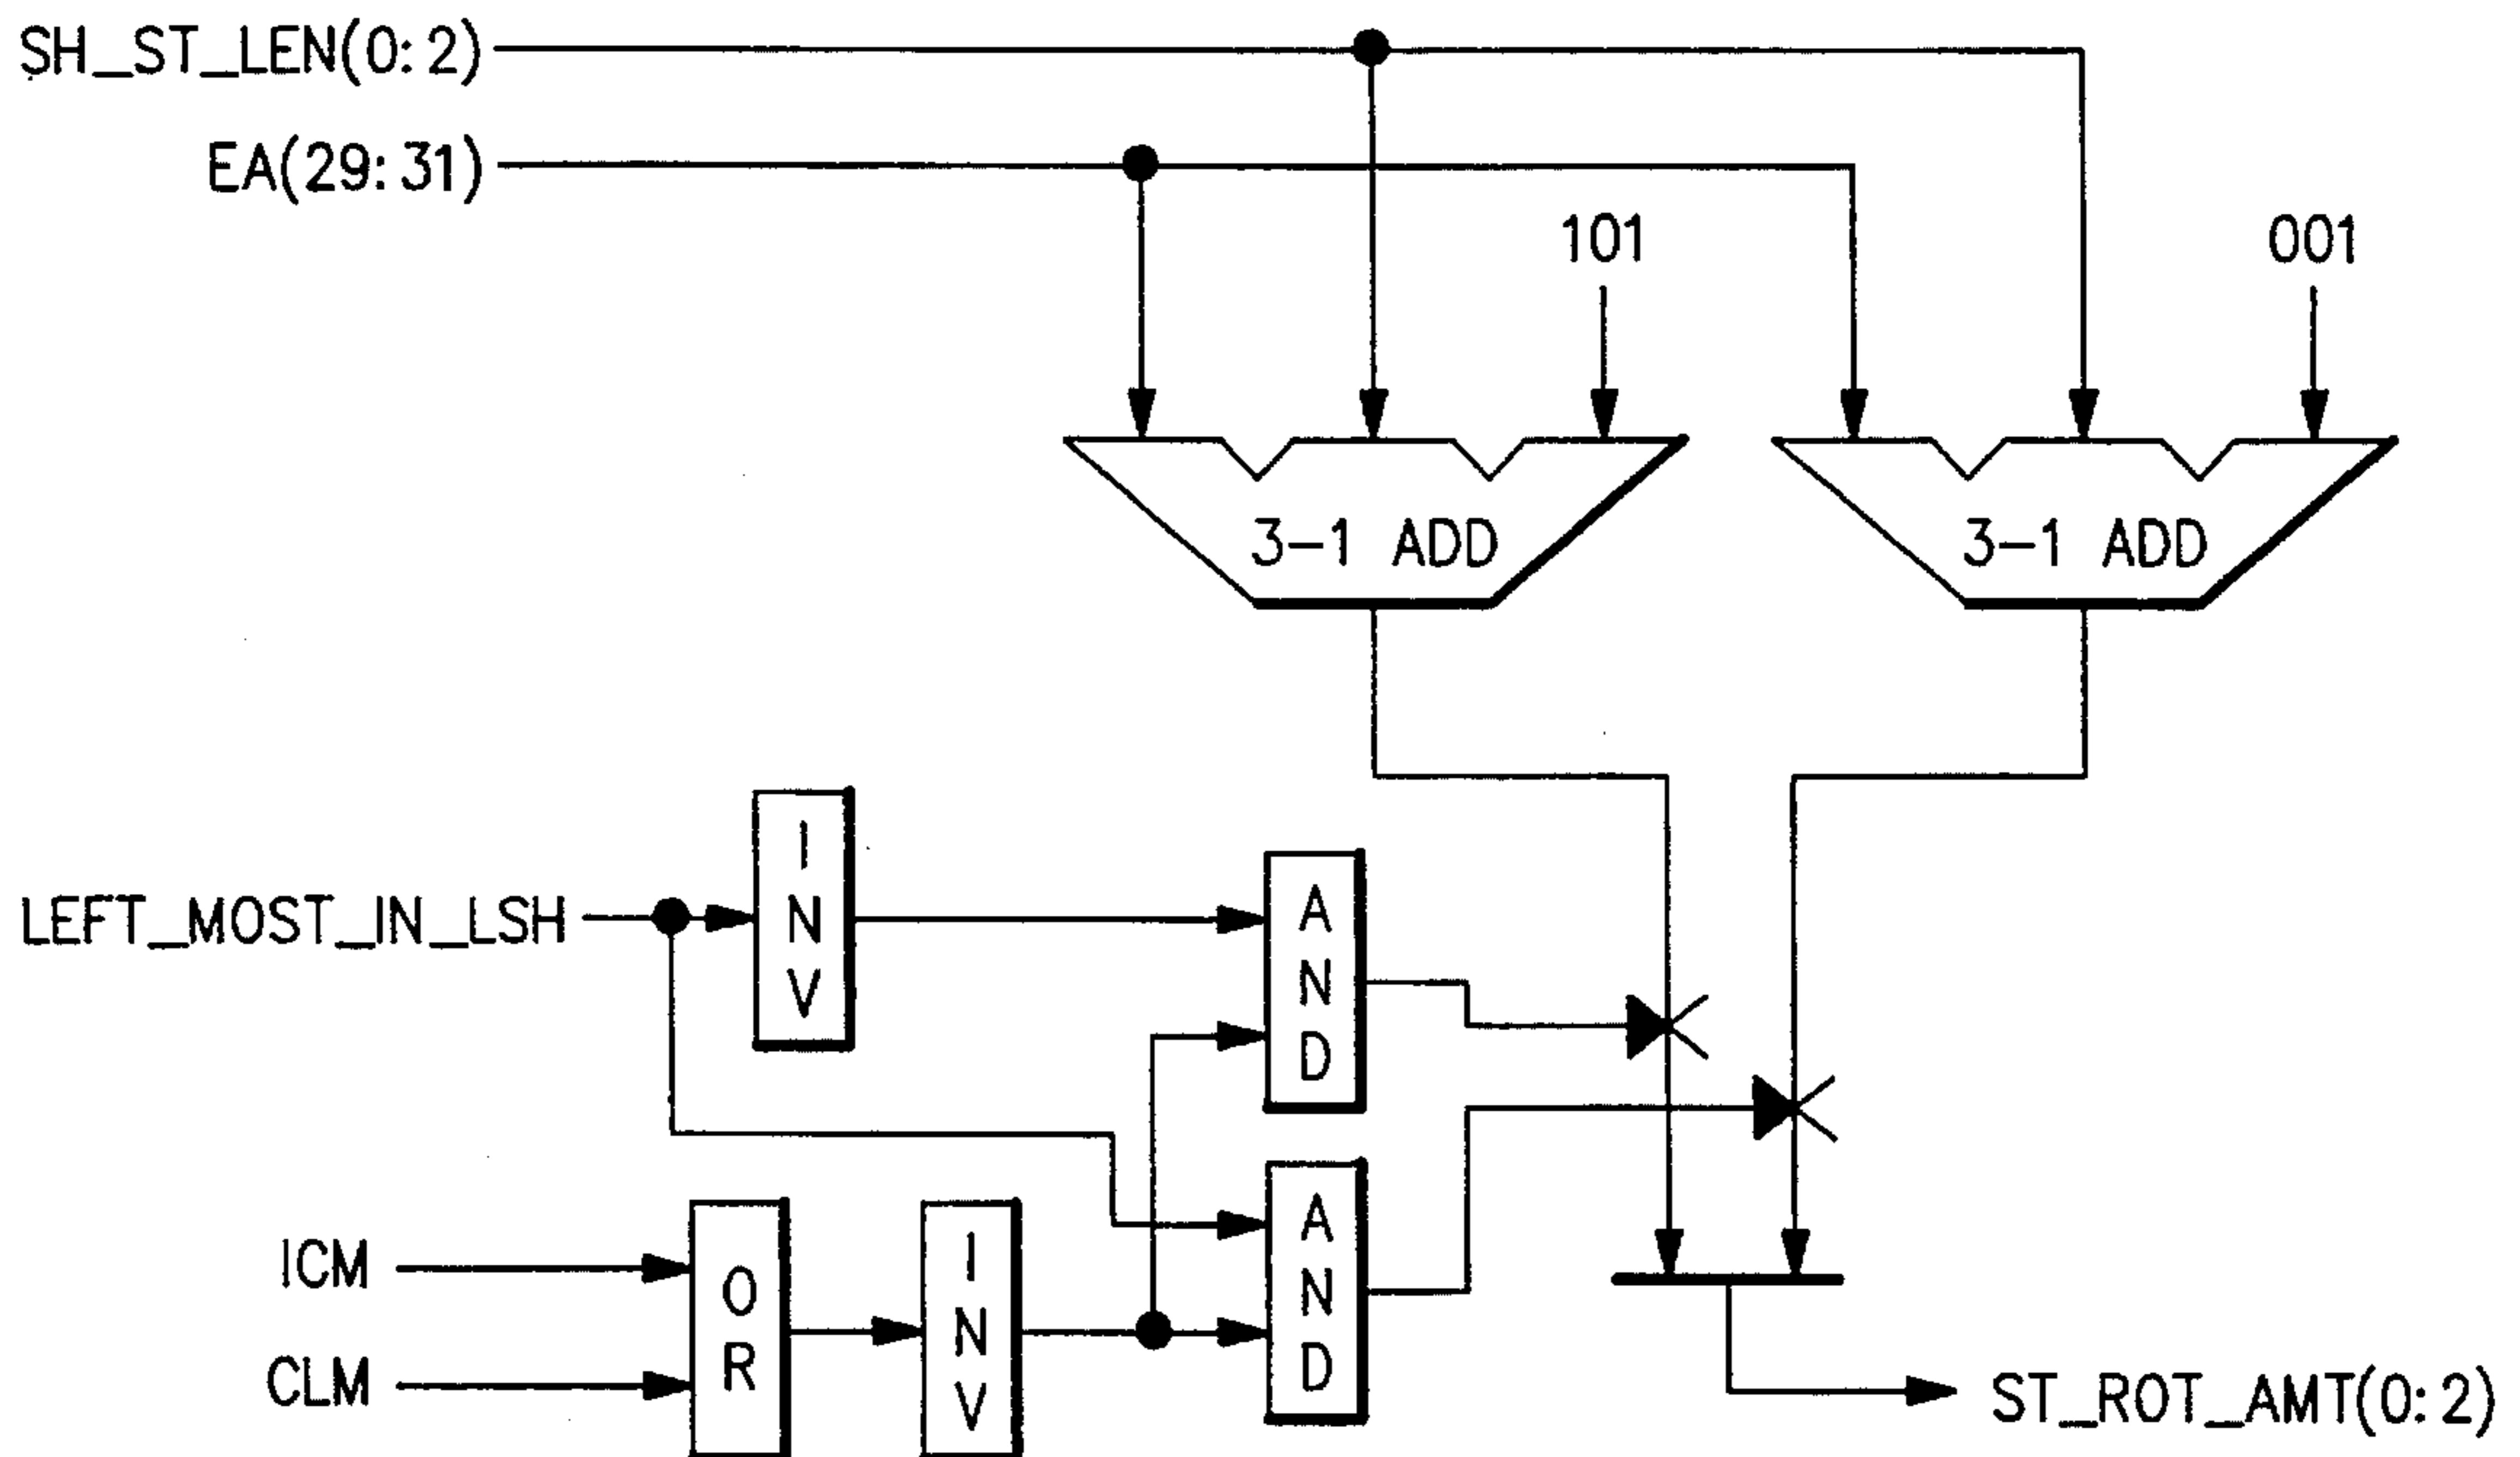 SH_ST_LEN(0:2)
EA(29:31)
101
001
3-1 ADD
3-1 ADD
INV
LEFT_MOST_IN_LSH
AND
ICM
CLM
OR
INV
AND
ST_ROT_AMT(0:2)